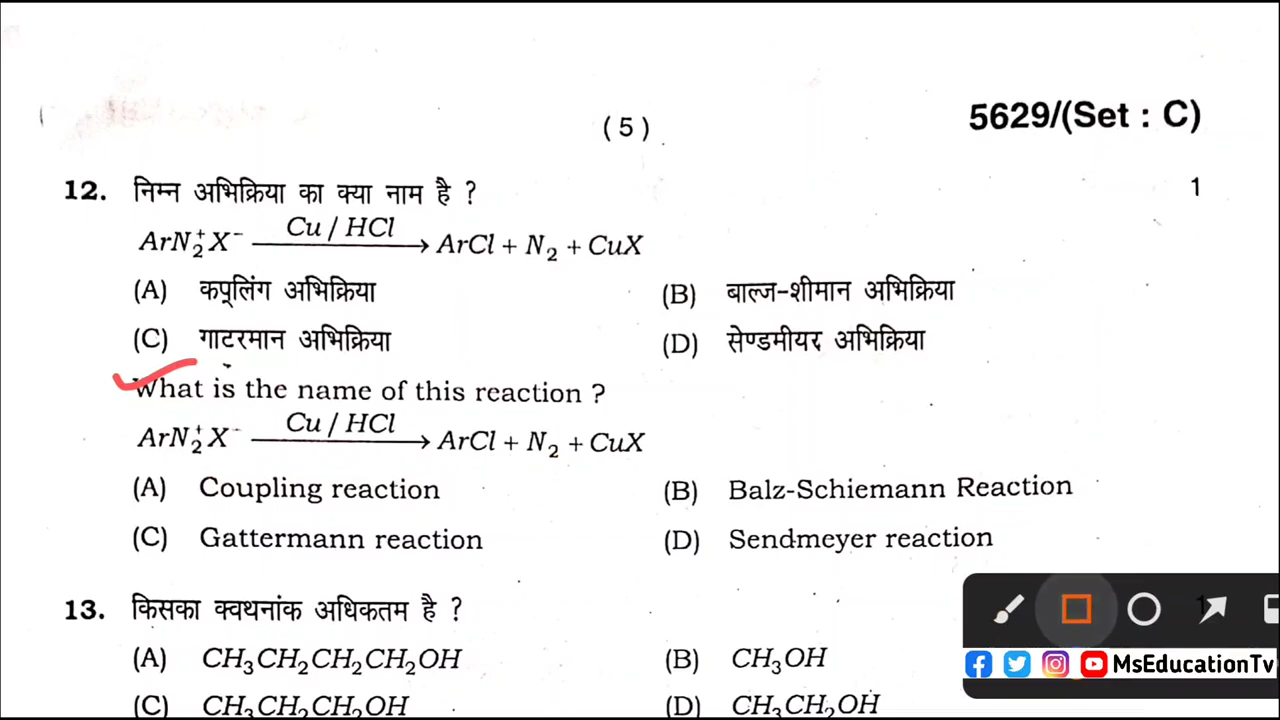 ( 5 )
5629/(Set : C)
12. निम्न अभिक्रिया का क्या नाम है ? 1
ArN₂⁺X⁻ —Cu / HCl→ ArCl + N₂ + CuX
(A) कपूलिंग अभिक्रिया (B) बाल्ज-शीमान अभिक्रिया
(C) गाटरमान अभिक्रिया (D) सेण्डमीयर अभिक्रिया
What is the name of this reaction ?
ArN₂⁺X⁻ —Cu / HCl→ ArCl + N₂ + CuX
(A) Coupling reaction (B) Balz-Schiemann Reaction
(C) Gattermann reaction (D) Sendmeyer reaction
13. किसका क्वथनांक अधिकतम है ? 1
(A) CH₃CH₂CH₂CH₂OH (B) CH₃OH
(C) CH₃CH₂CH₂OH (D) CH₃CH₂OH
MsEducationTv